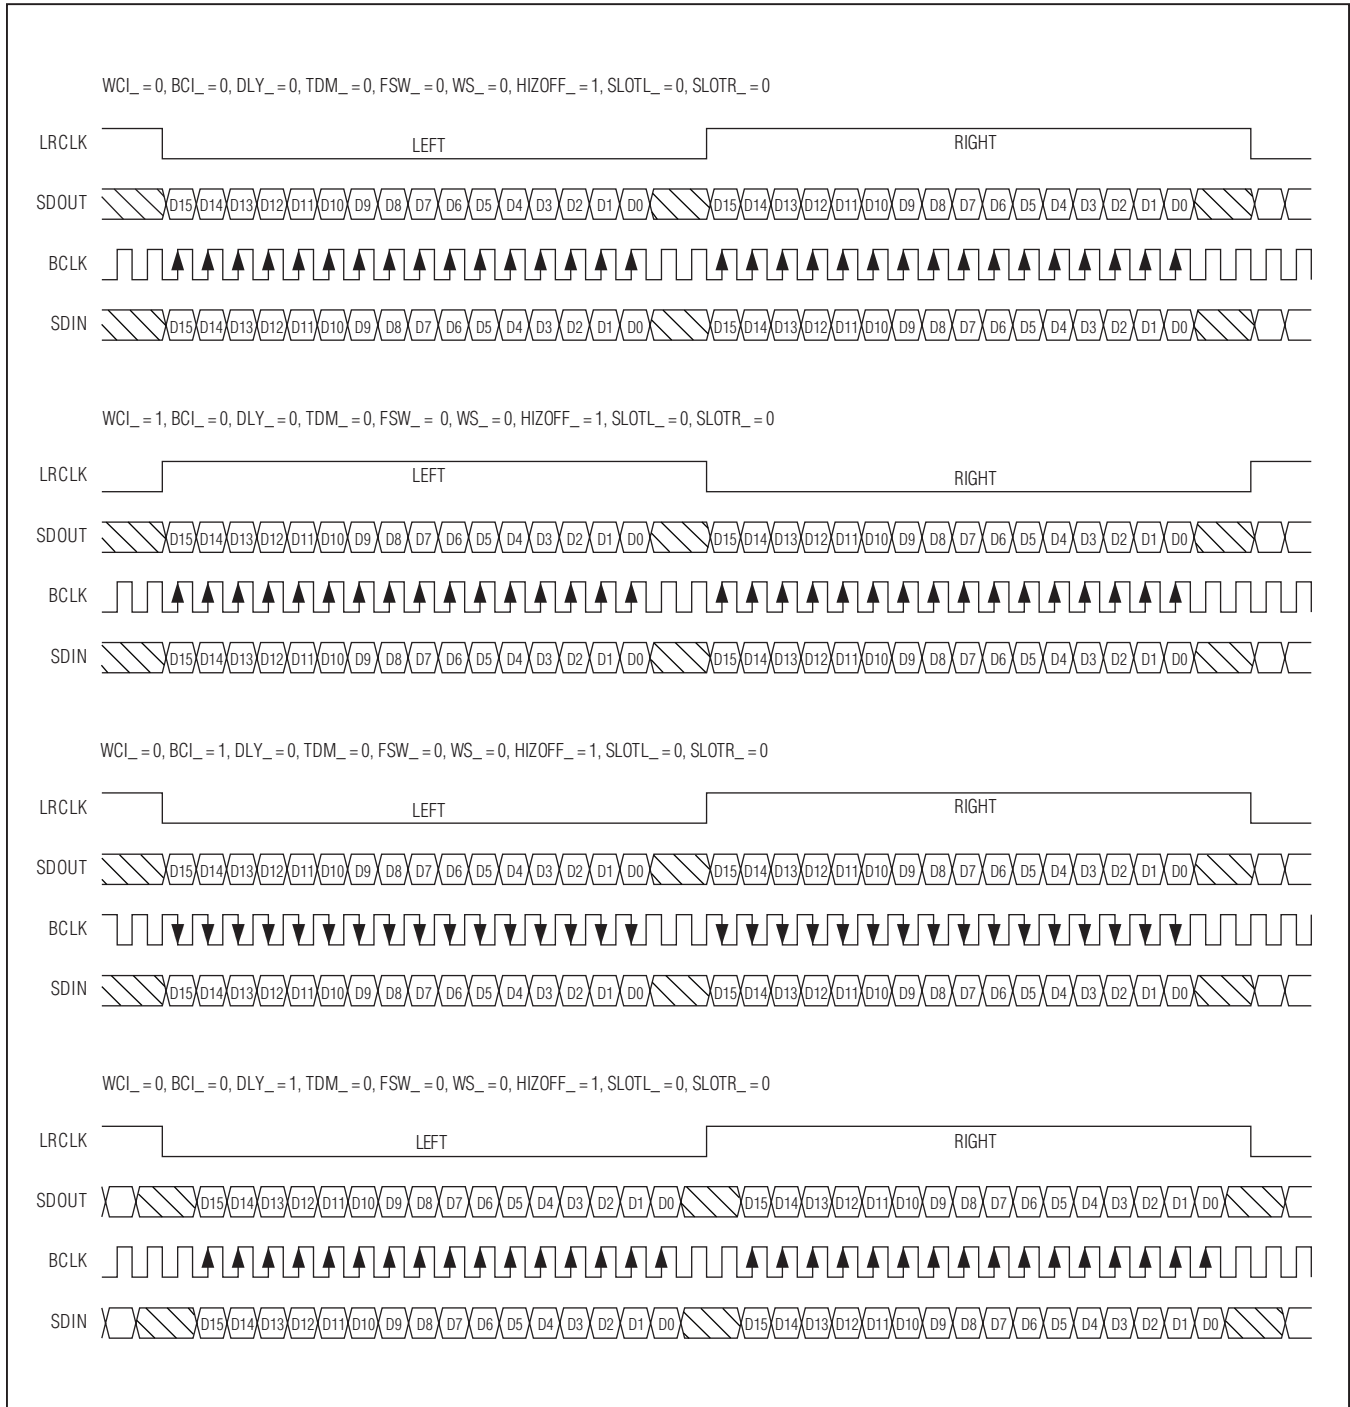 WCI_ = 0, BCI_ = 0, DLY_ = 0, TDM_ = 0, FSW_ = 0, WS_ = 0, HIZOFF_ = 1, SLOTL_ = 0, SLOTR_ = 0
LRCLK LEFT RIGHT
SDOUT D15 D14 D13 D12 D11 D10 D9 D8 D7 D6 D5 D4 D3 D2 D1 D0 D15 D14 D13 D12 D11 D10 D9 D8 D7 D6 D5 D4 D3 D2 D1 D0
BCLK
SDIN D15 D14 D13 D12 D11 D10 D9 D8 D7 D6 D5 D4 D3 D2 D1 D0 D15 D14 D13 D12 D11 D10 D9 D8 D7 D6 D5 D4 D3 D2 D1 D0
WCI_ = 1, BCI_ = 0, DLY_ = 0, TDM_ = 0, FSW_ = 0, WS_ = 0, HIZOFF_ = 1, SLOTL_ = 0, SLOTR_ = 0
LRCLK LEFT RIGHT
SDOUT D15 D14 D13 D12 D11 D10 D9 D8 D7 D6 D5 D4 D3 D2 D1 D0 D15 D14 D13 D12 D11 D10 D9 D8 D7 D6 D5 D4 D3 D2 D1 D0
BCLK
SDIN D15 D14 D13 D12 D11 D10 D9 D8 D7 D6 D5 D4 D3 D2 D1 D0 D15 D14 D13 D12 D11 D10 D9 D8 D7 D6 D5 D4 D3 D2 D1 D0
WCI_ = 0, BCI_ = 1, DLY_ = 0, TDM_ = 0, FSW_ = 0, WS_ = 0, HIZOFF_ = 1, SLOTL_ = 0, SLOTR_ = 0
LRCLK LEFT RIGHT
SDOUT D15 D14 D13 D12 D11 D10 D9 D8 D7 D6 D5 D4 D3 D2 D1 D0 D15 D14 D13 D12 D11 D10 D9 D8 D7 D6 D5 D4 D3 D2 D1 D0
BCLK
SDIN D15 D14 D13 D12 D11 D10 D9 D8 D7 D6 D5 D4 D3 D2 D1 D0 D15 D14 D13 D12 D11 D10 D9 D8 D7 D6 D5 D4 D3 D2 D1 D0
WCI_ = 0, BCI_ = 0, DLY_ = 1, TDM_ = 0, FSW_ = 0, WS_ = 0, HIZOFF_ = 1, SLOTL_ = 0, SLOTR_ = 0
LRCLK LEFT RIGHT
SDOUT D15 D14 D13 D12 D11 D10 D9 D8 D7 D6 D5 D4 D3 D2 D1 D0 D15 D14 D13 D12 D11 D10 D9 D8 D7 D6 D5 D4 D3 D2 D1 D0
BCLK
SDIN D15 D14 D13 D12 D11 D10 D9 D8 D7 D6 D5 D4 D3 D2 D1 D0 D15 D14 D13 D12 D11 D10 D9 D8 D7 D6 D5 D4 D3 D2 D1 D0